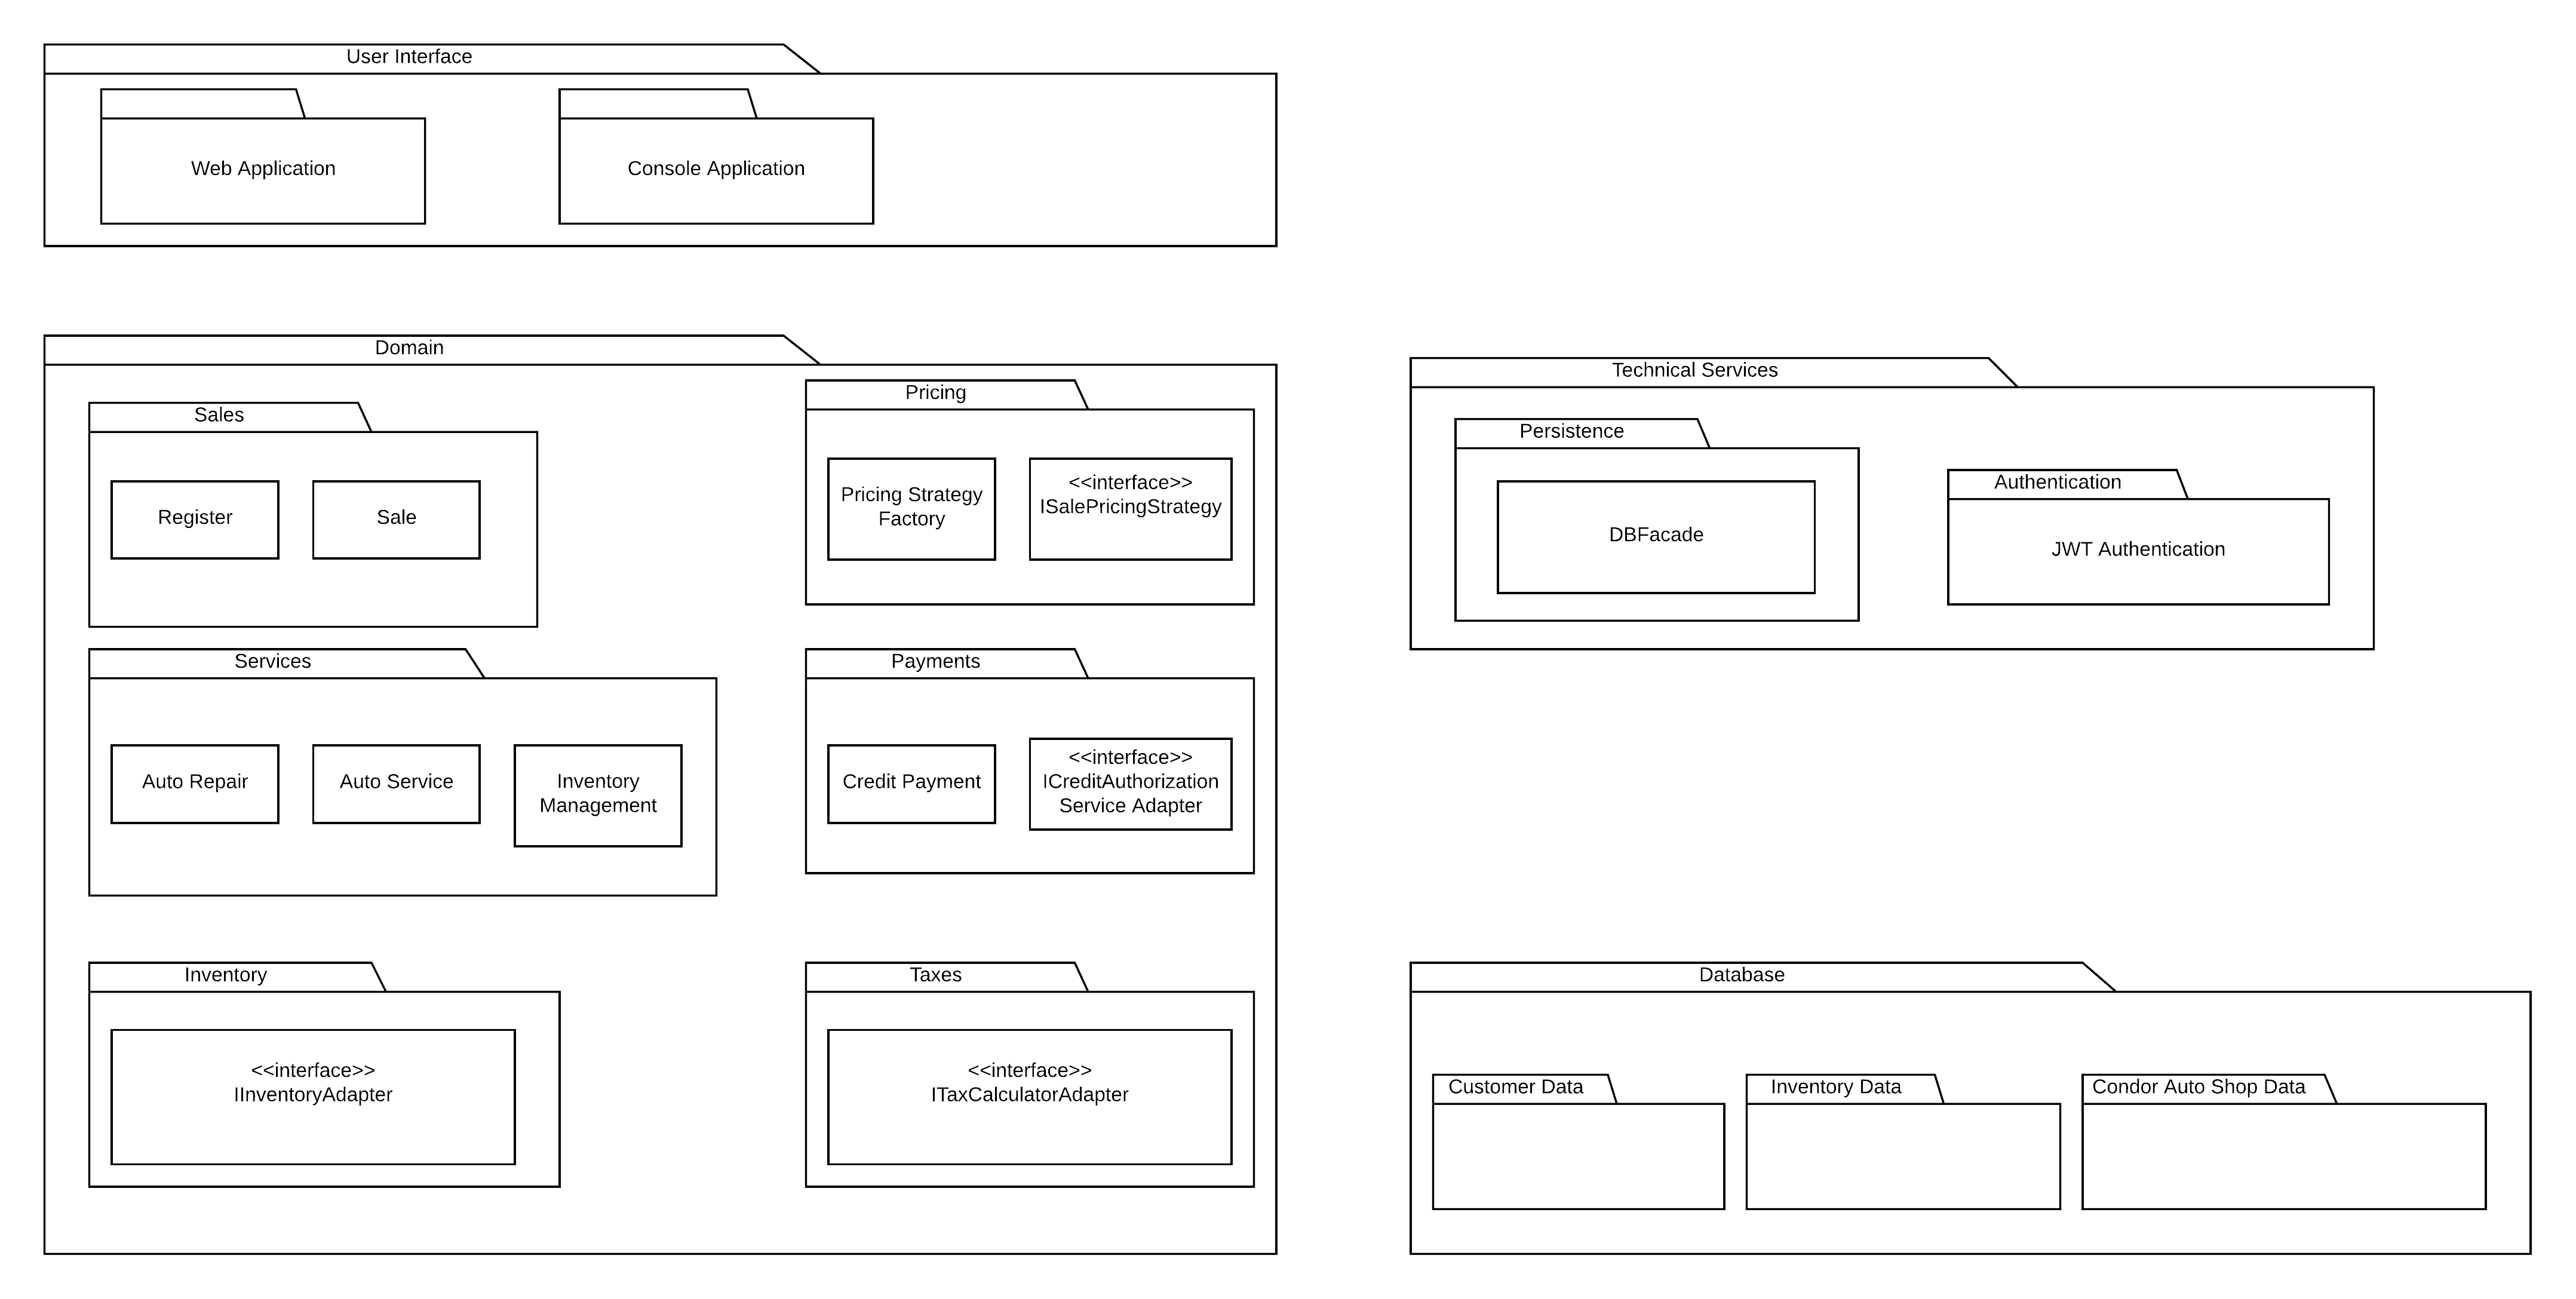 User Interface
Web Application
Console Application
Domain
Sales
Register
Sale
Pricing
Pricing Strategy
Factory
<<interface>>
ISalePricingStrategy
Services
Auto Repair
Auto Service
Inventory
Management
Payments
Credit Payment
<<interface>>
ICreditAuthorization
Service Adapter
Inventory
<<interface>>
IInventoryAdapter
Taxes
<<interface>>
ITaxCalculatorAdapter
Technical Services
Persistence
DBFacade
Authentication
JWT Authentication
Database
Customer Data
Inventory Data
Condor Auto Shop Data